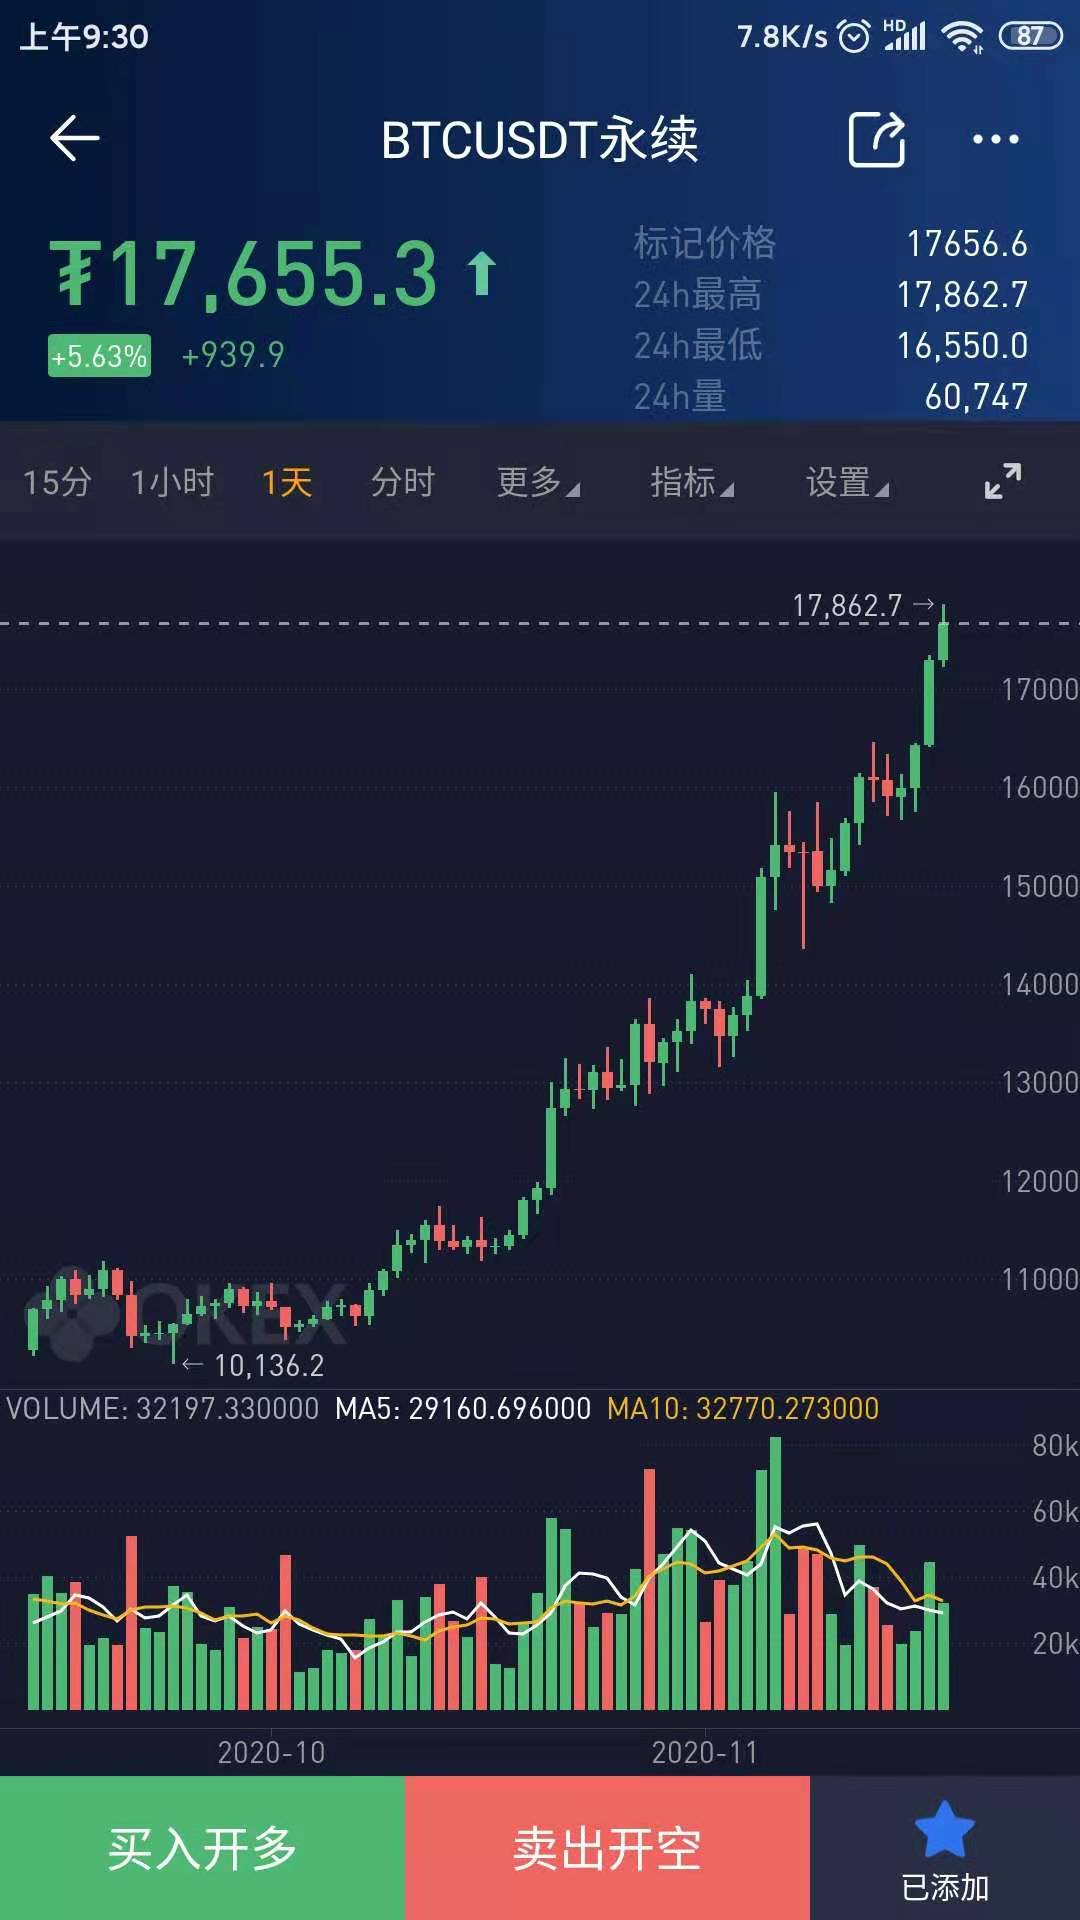 上午9:30 7.8K/s HD 87
BTCUSDT永续
₮17,655.3
+5.63% +939.9
标记价格 17656.6
24h最高 17,862.7
24h最低 16,550.0
24h量 60,747
15分 1小时 1天 分时 更多 指标 设置
17,862.7
17000
16000
15000
14000
13000
12000
11000
OKEX
10,136.2
VOLUME: 32197.330000 MA5: 29160.696000 MA10: 32770.273000
80k
60k
40k
20k
2020-10 2020-11
买入开多 卖出开空 已添加